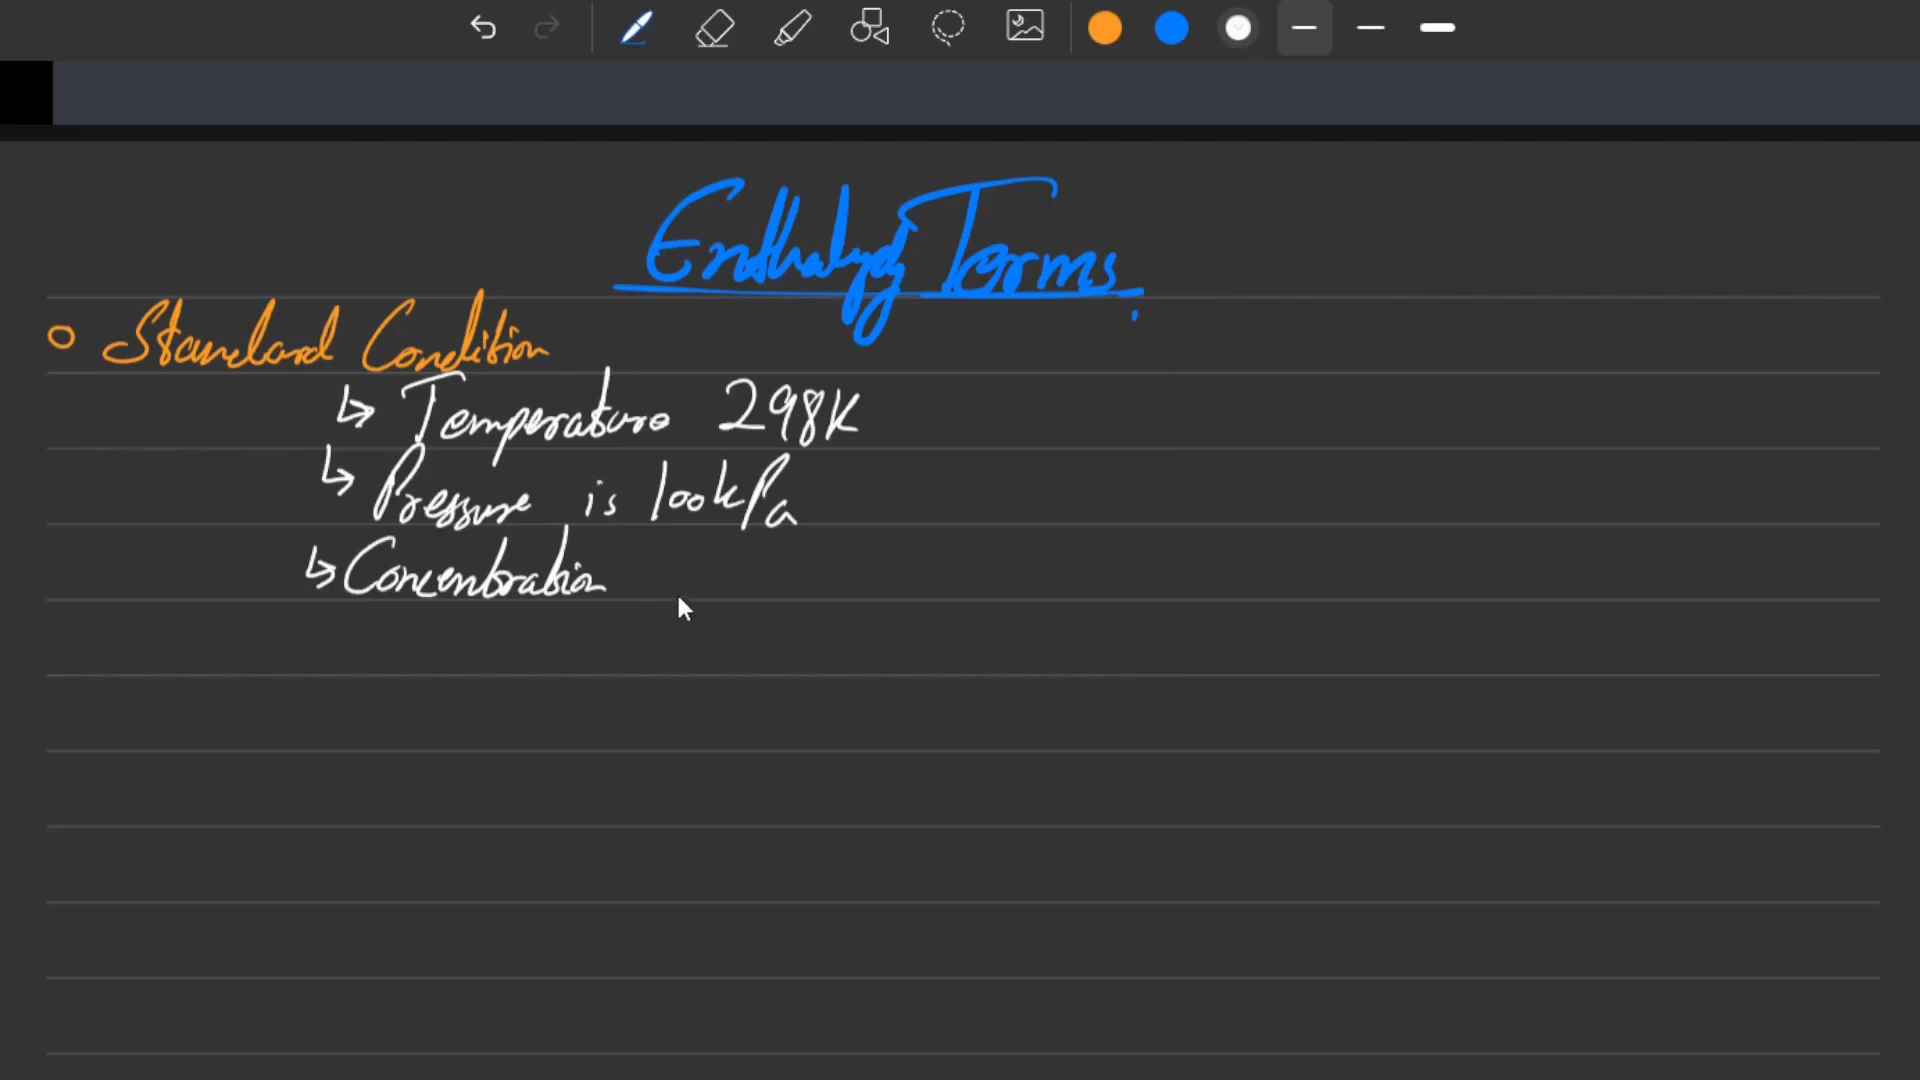 Enthalpy Terms.
Standard Condition
↳ Temperature 298K
↳ Pressure is 100kPa
↳ Concentration